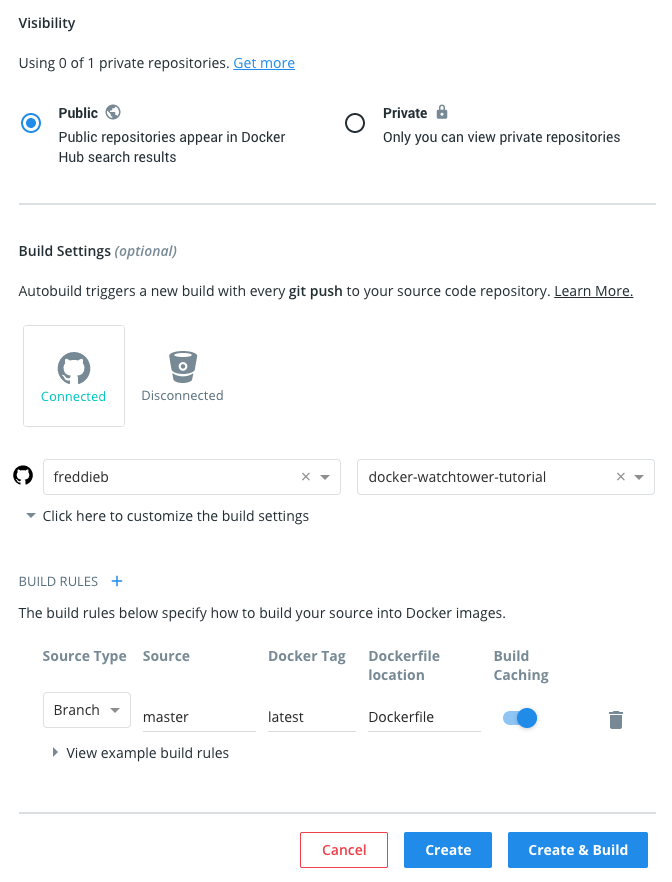 Visibility
Using 0 of 1 private repositories. Get more
Public
Public repositories appear in Docker
Hub search results
Private
Only you can view private repositories
Build Settings (optional)
Autobuild triggers a new build with every git push to your source code repository. Learn More.
Connected
Disconnected
freddieb
docker-watchtower-tutorial
Click here to customize the build settings
BUILD RULES +
The build rules below specify how to build your source into Docker images.
Source Type
Source
Docker Tag
Dockerfile
location
Build
Caching
Branch
master
latest
Dockerfile
View example build rules
Cancel
Create
Create & Build